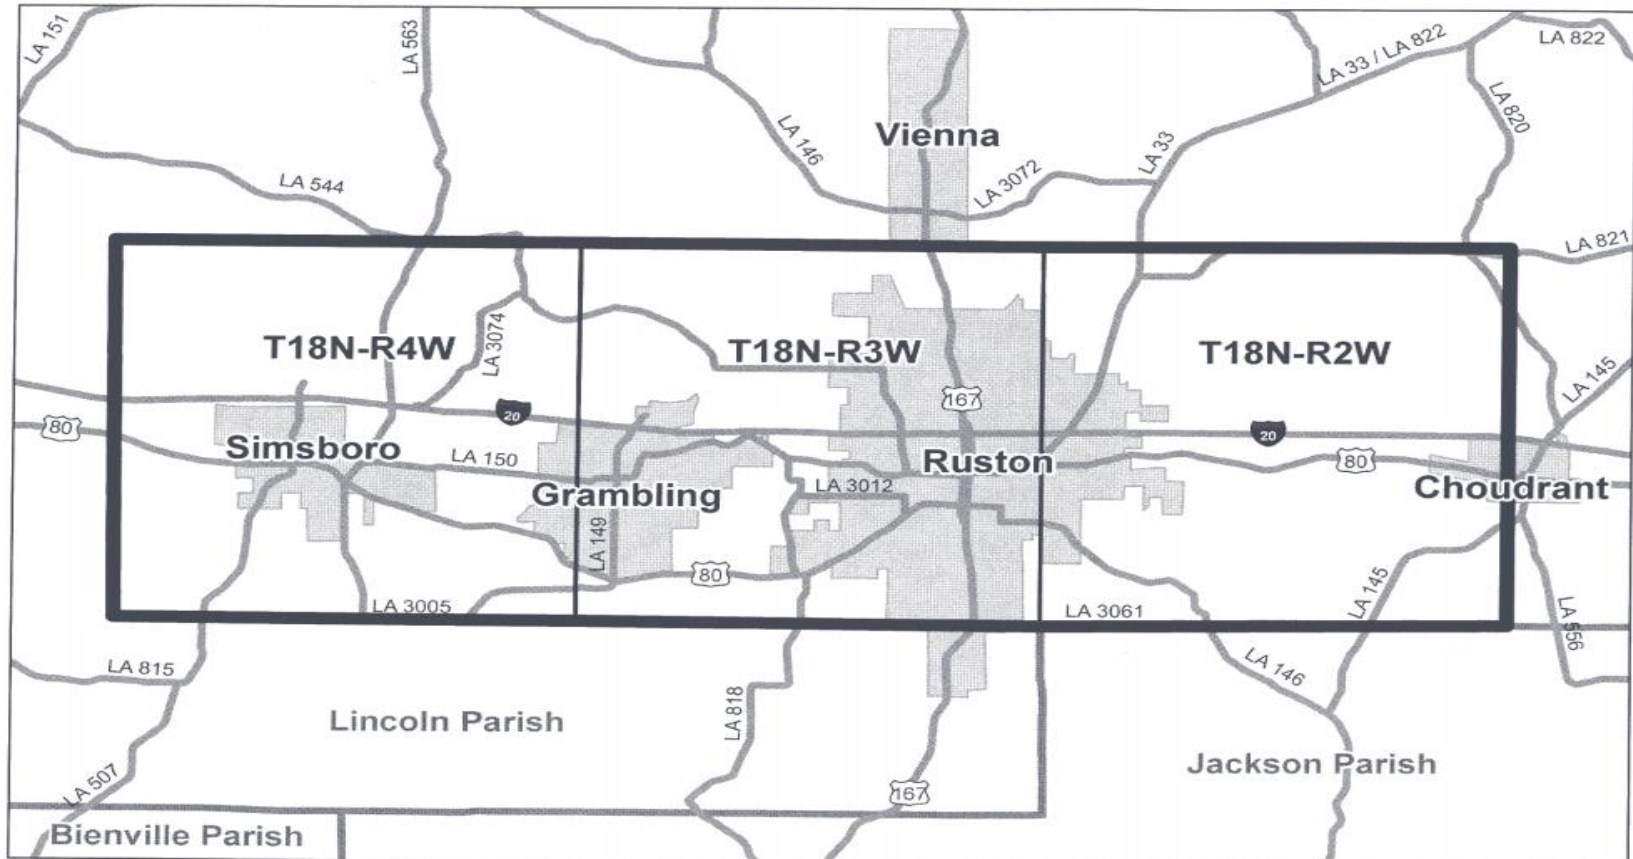 LA 151
LA 563
LA 822
LA 33 / LA 822
LA 820
LA 146
Vienna
LA 33
LA 3072
LA 544
LA 821
T18N-R4W
LA 3074
T18N-R3W
T18N-R2W
LA 145
167
20
20
80
Simsboro
LA 150
Ruston
80
Grambling
LA 3012
Choudrant
LA 149
80
LA 3005
LA 3061
LA 145
LA 556
LA 815
LA 146
LA 818
Lincoln Parish
Jackson Parish
LA 507
167
Bienville Parish